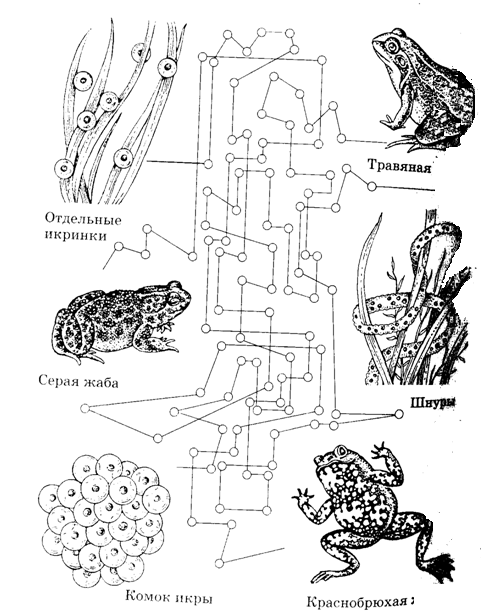 Травяная
Отдельные
икринки
Серая жаба
Шнуры
Комок икры
Краснобрюхая